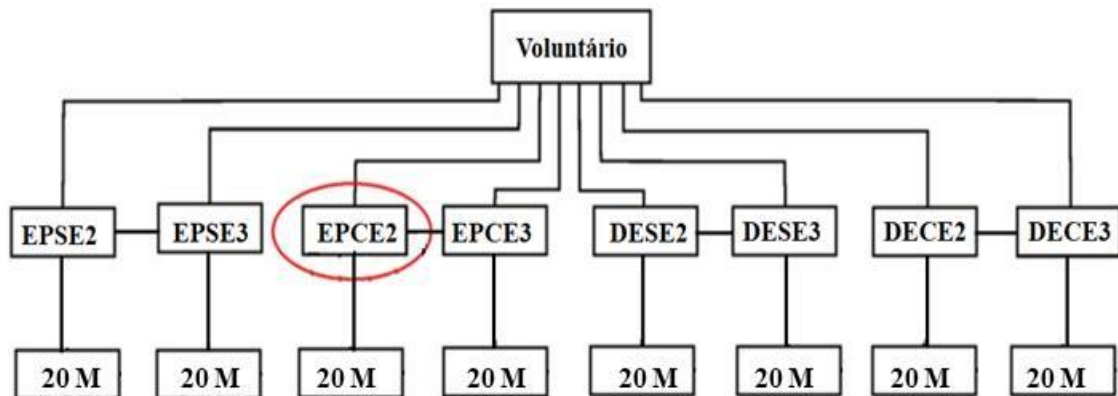 Voluntário
EPSE2 EPSE3 EPCE2 EPCE3 DESE2 DESE3 DECE2 DECE3
20 M 20 M 20 M 20 M 20 M 20 M 20 M 20 M